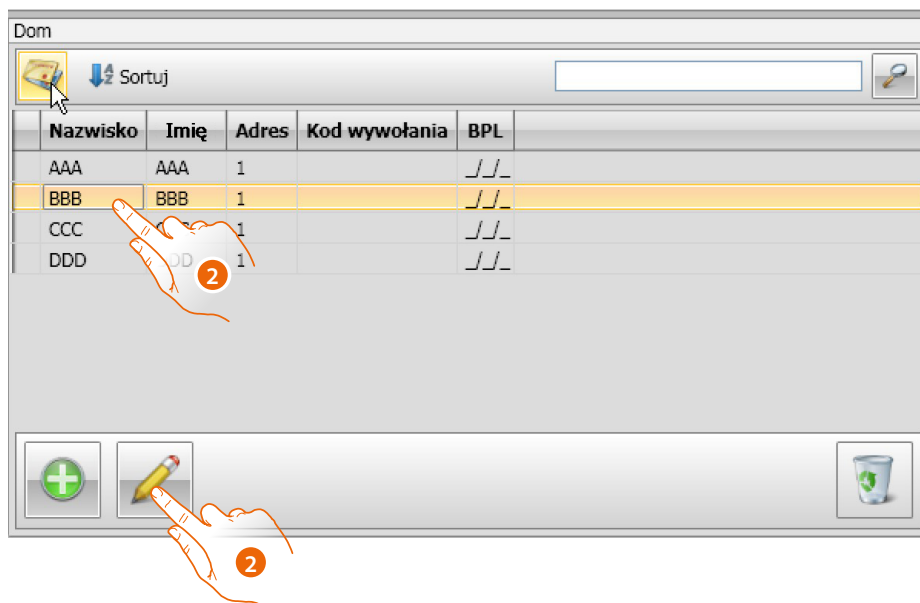 Dom
Sortuj
Nazwisko Imię Adres Kod wywołania BPL
AAA AAA 1 _/_/_
BBB BBB 1 _/_/_
CCC 1 _/_/_
DDD DD 1 _/_/_
2
2